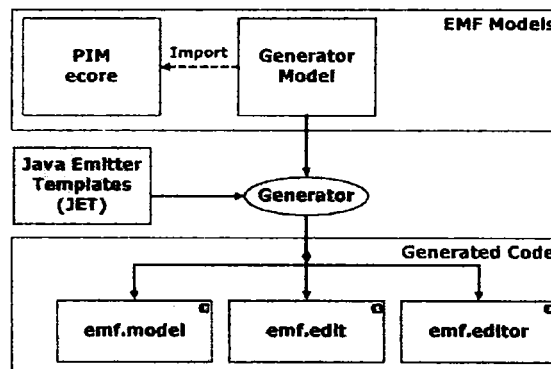 EMF Models
PIM
ecore
Import
Generator
Model
Java Emitter
Templates
(JET)
Generator
Generated Code
emf.model
emf.edit
emf.editor